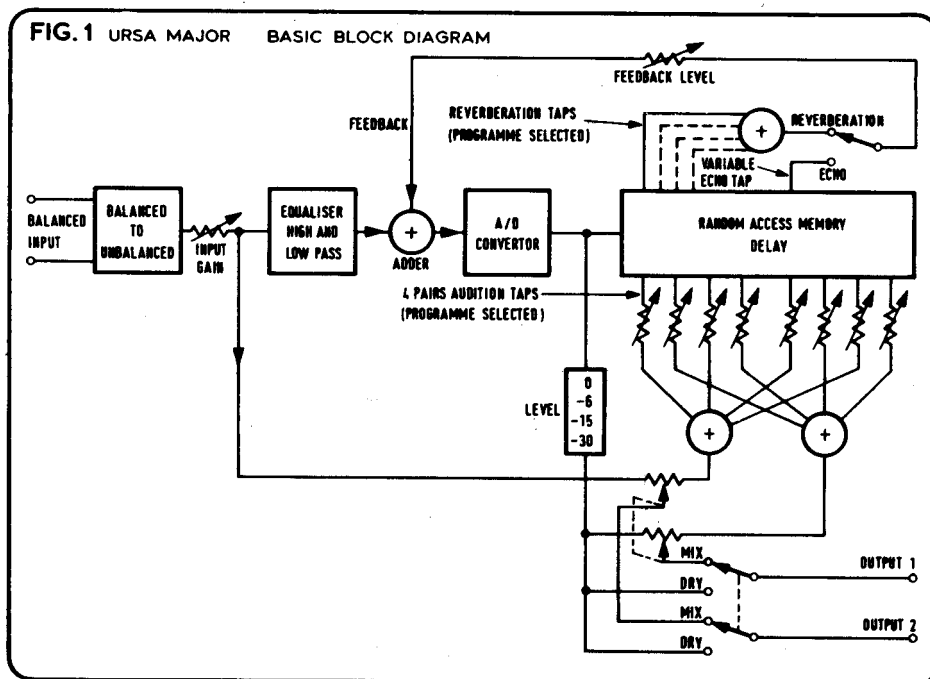 FIG. 1 URSA MAJOR BASIC BLOCK DIAGRAM
FEEDBACK LEVEL
REVERBERATION TAPS
(PROGRAMME SELECTED)
FEEDBACK
+
REVERBERATION
VARIABLE
ECHO TAP
ECHO
BALANCED
INPUT
BALANCED
TO
UNBALANCED
INPUT
GAIN
EQUALISER
HIGH AND
LOW PASS
+
ADDER
A/D
CONVERTOR
RANDOM ACCESS MEMORY
DELAY
4 PAIRS AUDITION TAPS
(PROGRAMME SELECTED)
LEVEL
0
-6
-15
-30
+
+
MIX
OUTPUT 1
DRY
MIX
OUTPUT 2
DRY